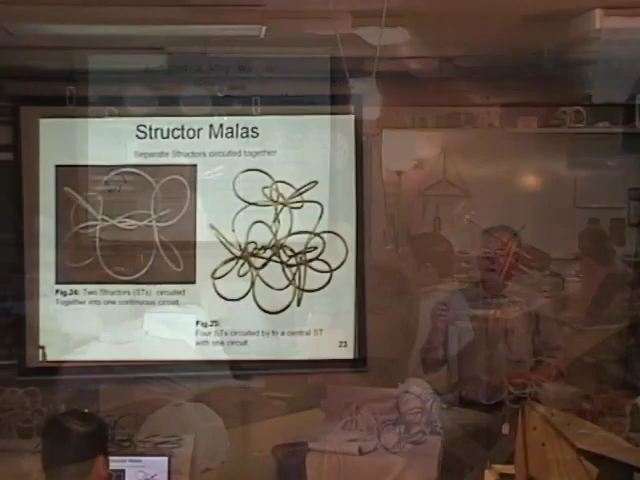 Structor Malas
Separate Structors circuited together
Fig.24: Two Structors (STs) circuited
Together into one continuous circuit.
Fig.25:
Four STs circuited by to a central ST
with one circuit.
23